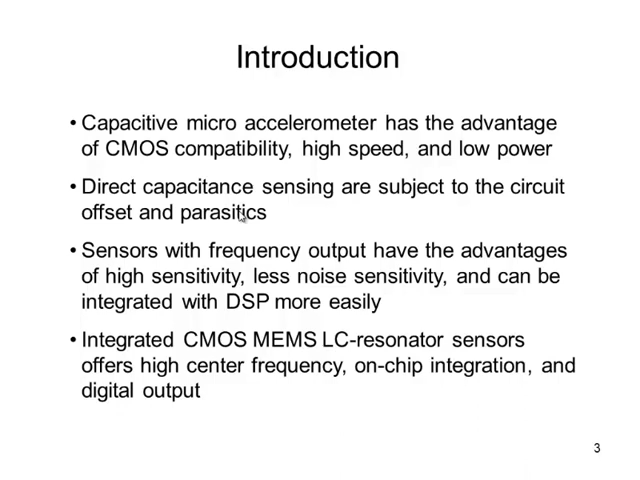 Introduction
• Capacitive micro accelerometer has the advantage
of CMOS compatibility, high speed, and low power
• Direct capacitance sensing are subject to the circuit
offset and parasitics
• Sensors with frequency output have the advantages
of high sensitivity, less noise sensitivity, and can be
integrated with DSP more easily
• Integrated CMOS MEMS LC-resonator sensors
offers high center frequency, on-chip integration, and
digital output
3